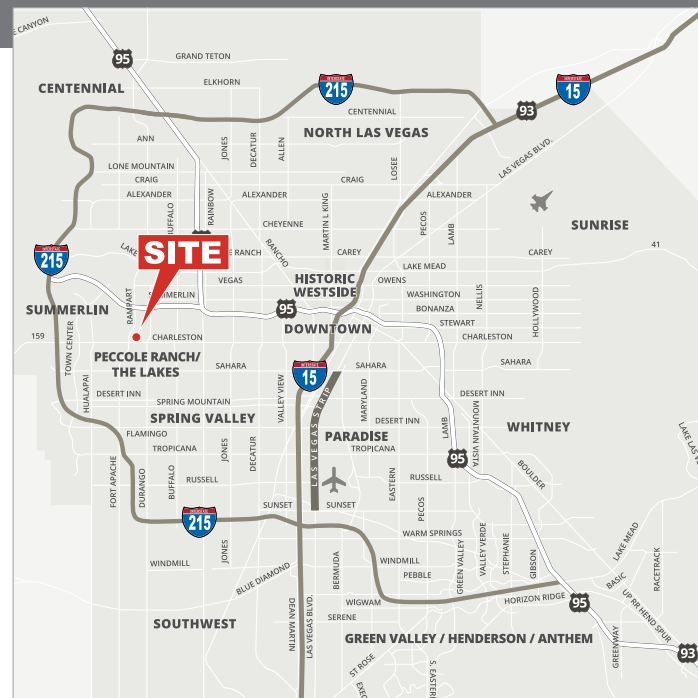 E CANYON
95
GRAND TETON
CENTENNIAL
ELKHORN
215
15
93
CENTENNIAL
NORTH LAS VEGAS
ANN
JONES
DECATUR
ALLEN
LAS VEGAS BLVD.
LONE MOUNTAIN
CRAIG
CRAIG
LOSEE
ALEXANDER
ALEXANDER
ALEXANDER
BUFFALO
RAINBOW
MARTIN L KING
CHEYENNE
PECOS
LAMB
SUNRISE
215
LAKE
SITE
E RANCH
RANCHO
CAREY
CAREY
41
LAKE MEAD
VEGAS
HISTORIC
WESTSIDE
OWENS
RAMPART
SUMMERLIN
WASHINGTON
NELLIS
HOLLYWOOD
SUMMERLIN
95
BONANZA
DOWNTOWN
STEWART
159
TOWN CENTER
CHARLESTON
CHARLESTON
PECCOLE RANCH/
THE LAKES
SAHARA
SAHARA
SAHARA
15
HUALAPAI
DESERT INN
VALLEY VIEW
LAS VEGAS STRIP
MARYLAND
DESERT INN
SPRING MOUNTAIN
SPRING VALLEY
DESERT INN
LAMB
MOUNTAIN VISTA
WHITNEY
FLAMINGO
PARADISE
TROPICANA
JONES
DECATUR
TROPICANA
95
LAKE LAS VE
FORT APACHE
DURANGO
BUFFALO
RUSSELL
EASTERN
RUSSELL
BOULDER
SUNSET
SUNSET
PECOS
215
WARM SPRINGS
GREEN VALLEY
VALLEY VERDE
STEPHANIE
GIBSON
LAKE MEAD
RACETRACK
JONES
WINDMILL
BERMUDA
WINDMILL
PEBBLE
BLUE DIAMOND
BASIC
UP RR HEND SPUR
DEAN MARTIN
LAS VEGAS BLVD.
WIGWAM
HORIZON RIDGE
95
SERENE
SOUTHWEST
GREEN VALLEY / HENDERSON / ANTHEM
GREENWAY
93
ST ROSE
S. EASTERN
EXEC